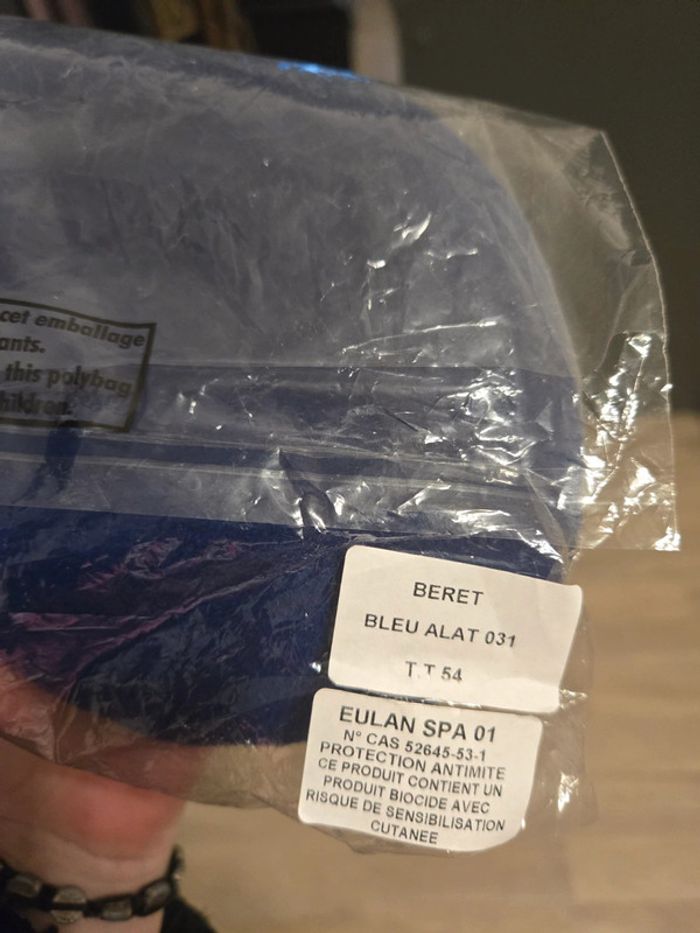 cet emballage
ants.
this polybag
hildren.
BERET
BLEU ALAT 031
T.T 54
EULAN SPA 01
N° CAS 52645-53-1
PROTECTION ANTIMITE
CE PRODUIT CONTIENT UN
PRODUIT BIOCIDE AVEC
RISQUE DE SENSIBILISATION
CUTANEE